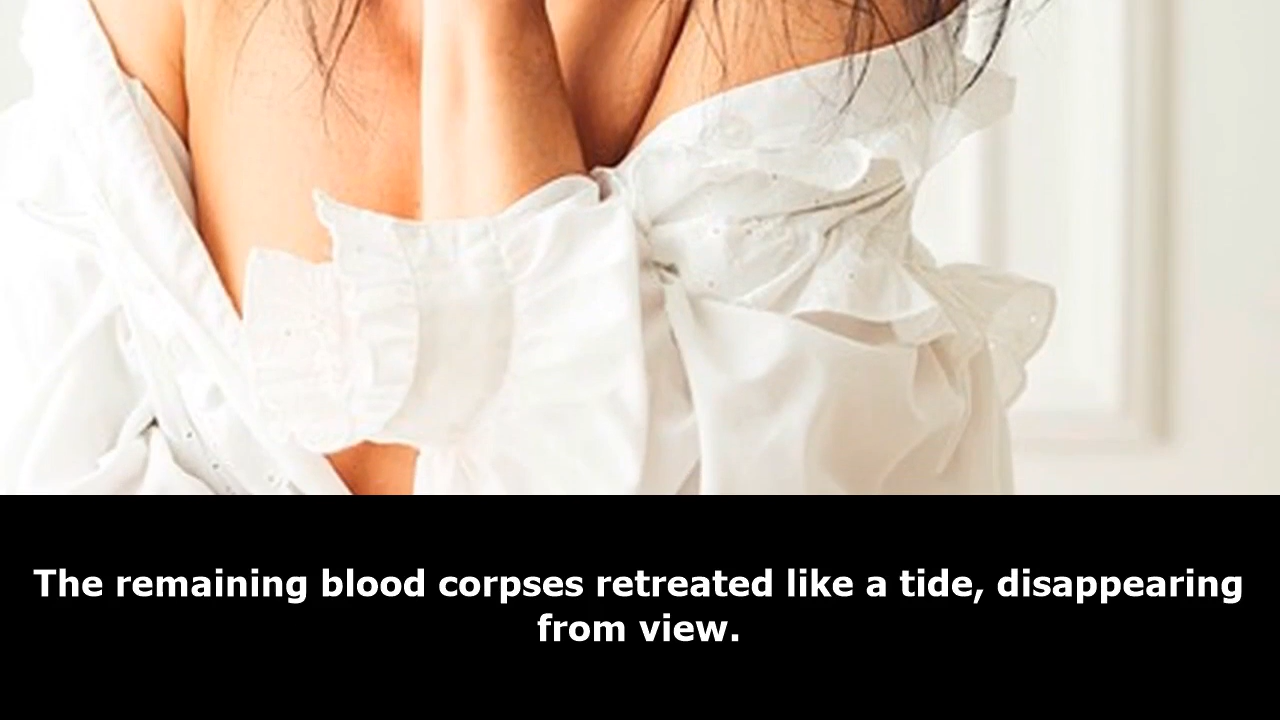 The remaining blood corpses retreated like a tide, disappearing
from view.